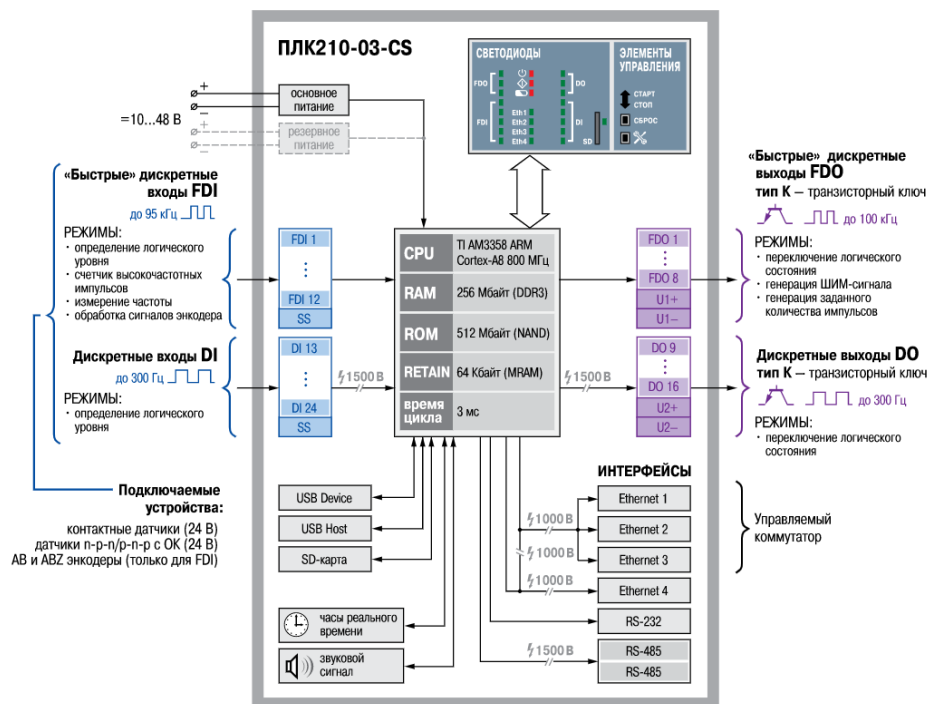 ПЛК210-03-CS
СВЕТОДИОДЫ
FDO
DO
FDI
Eth1
Eth2
Eth3
Eth4
DI
SD
ЭЛЕМЕНТЫ
УПРАВЛЕНИЯ
СТАРТ
СТОП
СБРОС
+
−
=10...48 В
основное
питание
+
−
резервное
питание
«Быстрые» дискретные
входы FDI
до 95 кГц
РЕЖИМЫ:
· определение логического
уровня
· счетчик высокочастотных
импульсов
· измерение частоты
· обработка сигналов энкодера
Дискретные входы DI
до 300 Гц
РЕЖИМЫ:
· определение логического
уровня
Подключаемые
устройства:
контактные датчики (24 В)
датчики n-p-n/p-n-p с ОК (24 В)
AB и ABZ энкодеры (только для FDI)
FDI 1
FDI 12
SS
DI 13
DI 24
SS
1500 В
CPU
TI AM3358 ARM
Cortex-A8 800 МГц
RAM
256 Мбайт (DDR3)
ROM
512 Мбайт (NAND)
RETAIN
64 Кбайт (MRAM)
время
цикла
3 мс
1500 В
FDO 1
FDO 8
U1+
U1−
DO 9
DO 16
U2+
U2−
«Быстрые» дискретные
выходы FDO
тип К — транзисторный ключ
до 100 кГц
РЕЖИМЫ:
· переключение логического
состояния
· генерация ШИМ-сигнала
· генерация заданного
количества импульсов
Дискретные выходы DO
тип К — транзисторный ключ
до 300 Гц
РЕЖИМЫ:
· переключение логического
состояния
USB Device
USB Host
SD-карта
часы реального
времени
звуковой
сигнал
ИНТЕРФЕЙСЫ
Ethernet 1
1000 В
Ethernet 2
1000 В
Ethernet 3
1000 В
Ethernet 4
RS-232
1500 В
RS-485
RS-485
Управляемый
коммутатор